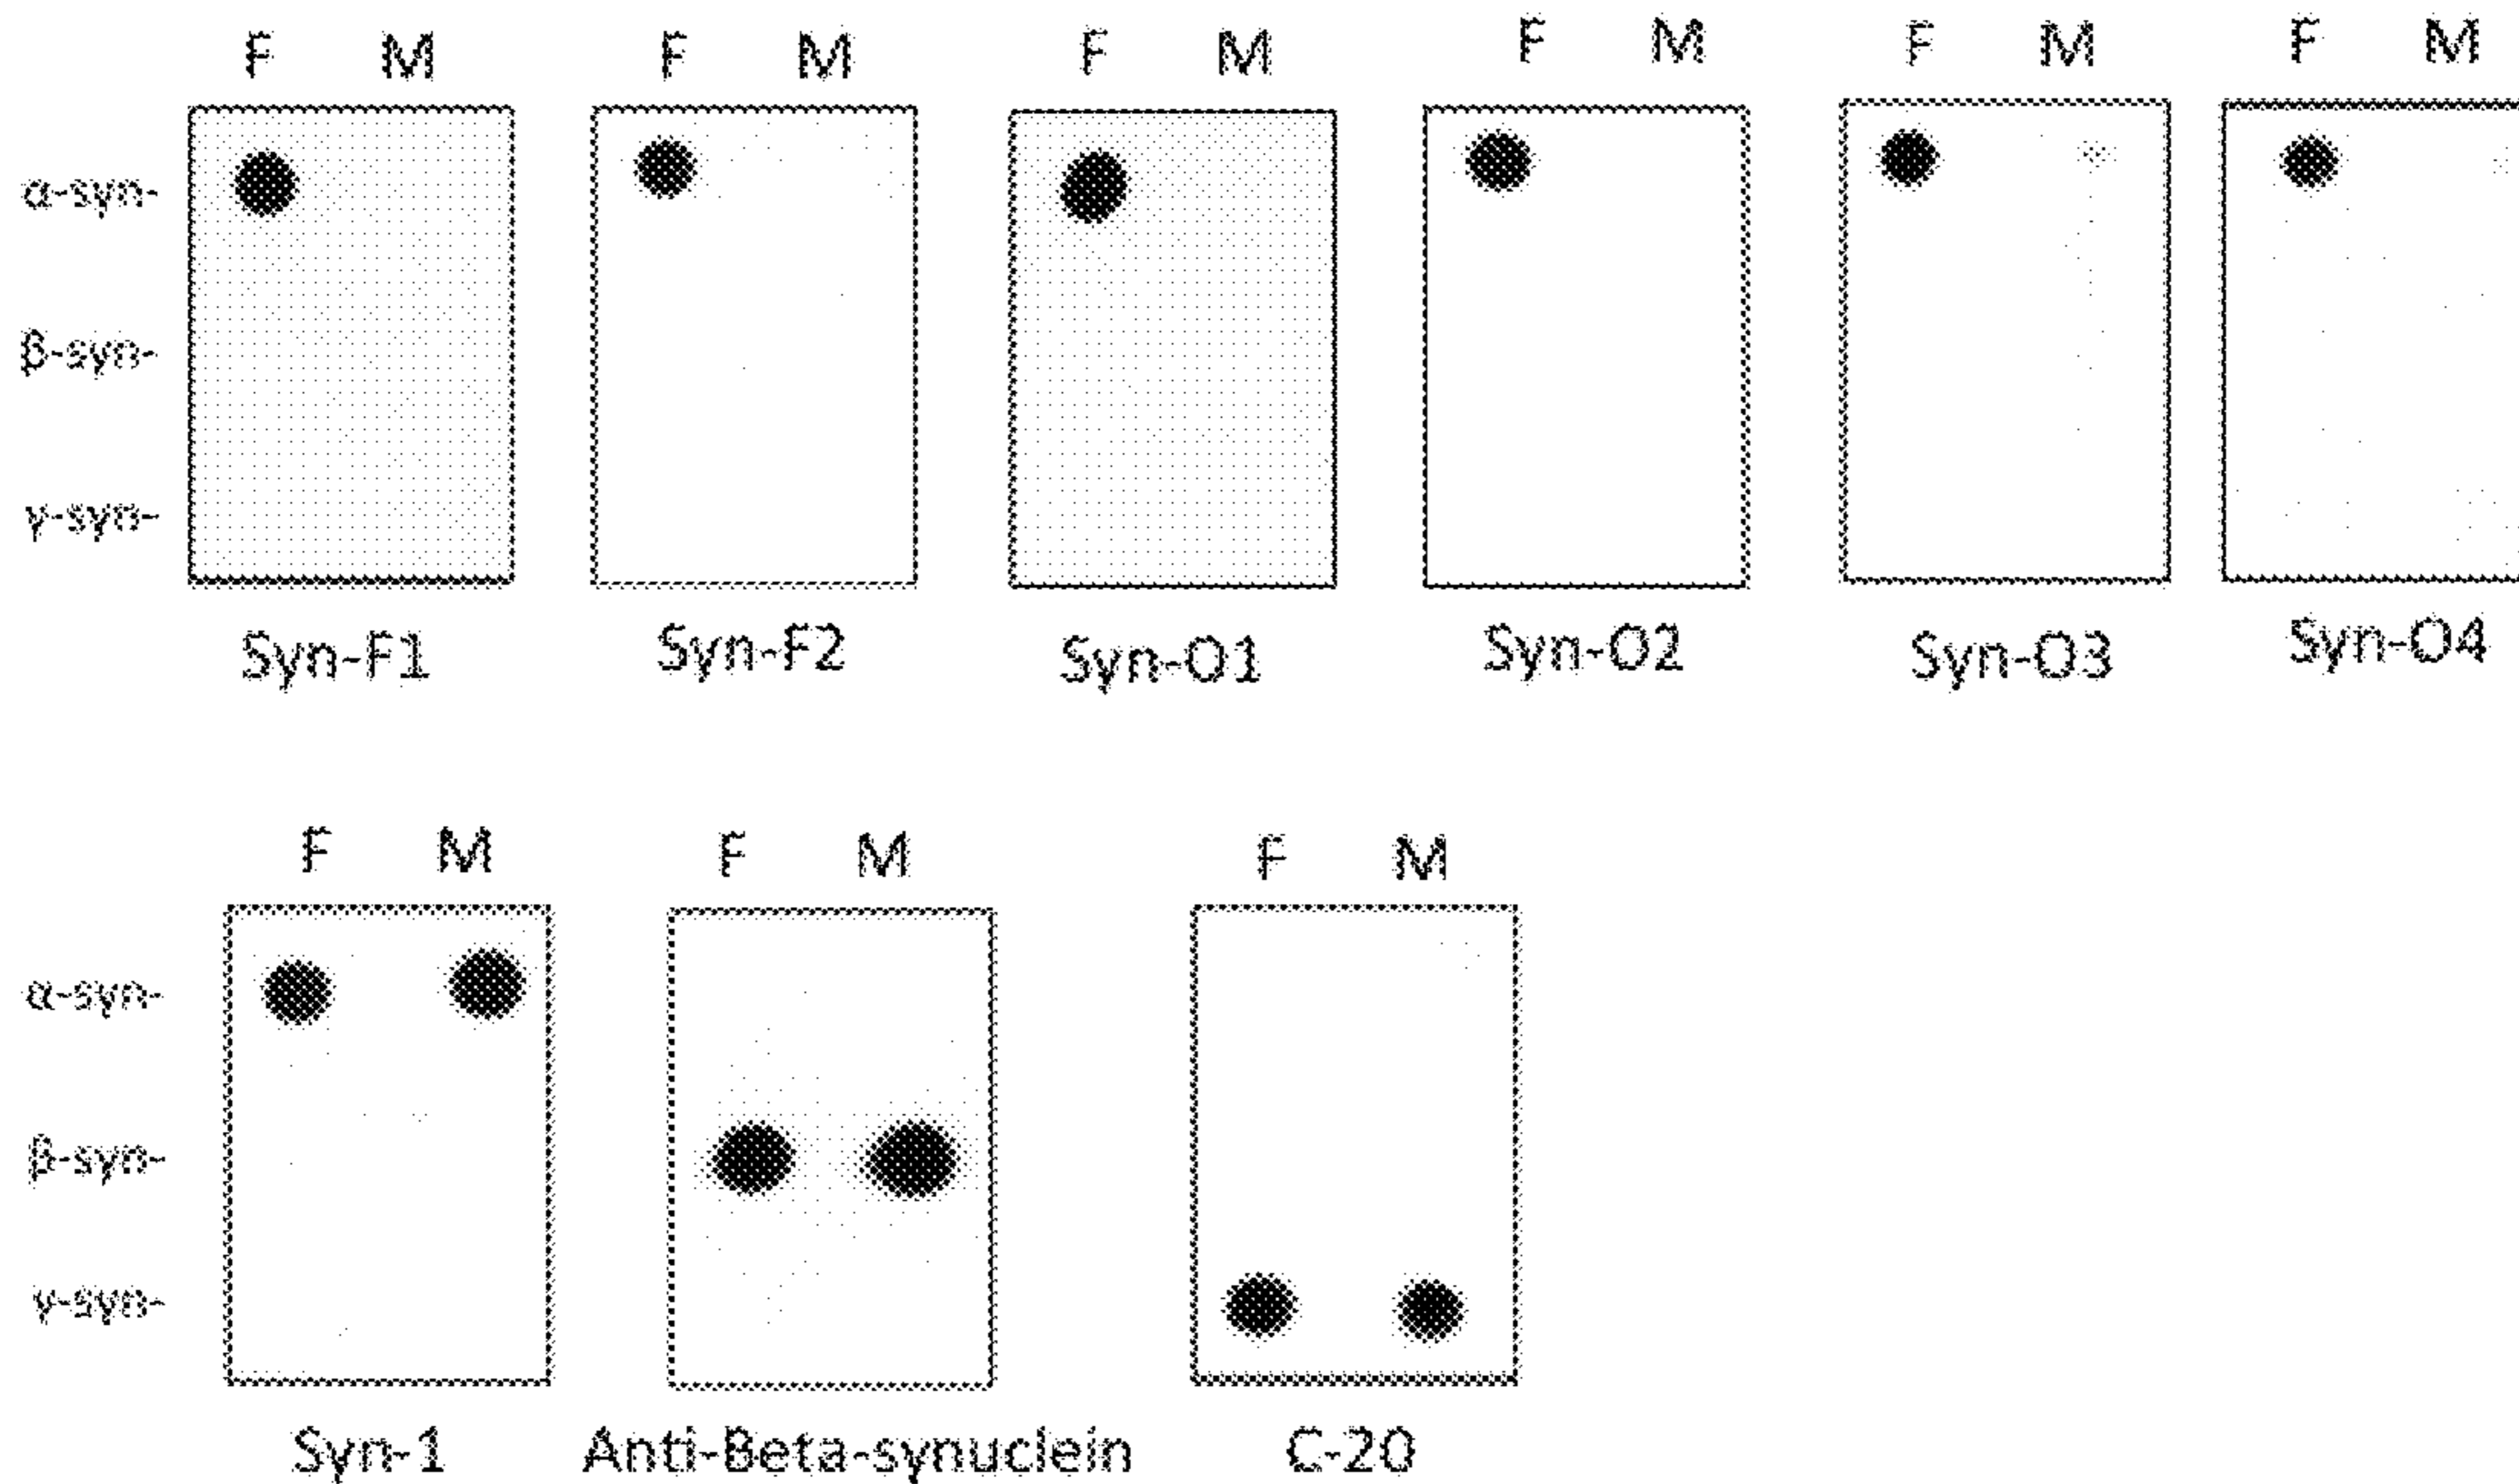 F M F M F M F M F M F M
α-syn-
β-syn-
γ-syn-
Syn-F1 Syn-F2 Syn-O1 Syn-O2 Syn-O3 Syn-O4
F M F M F M
α-syn-
β-syn-
γ-syn-
Syn-1 Anti-Beta-synuclein C-20